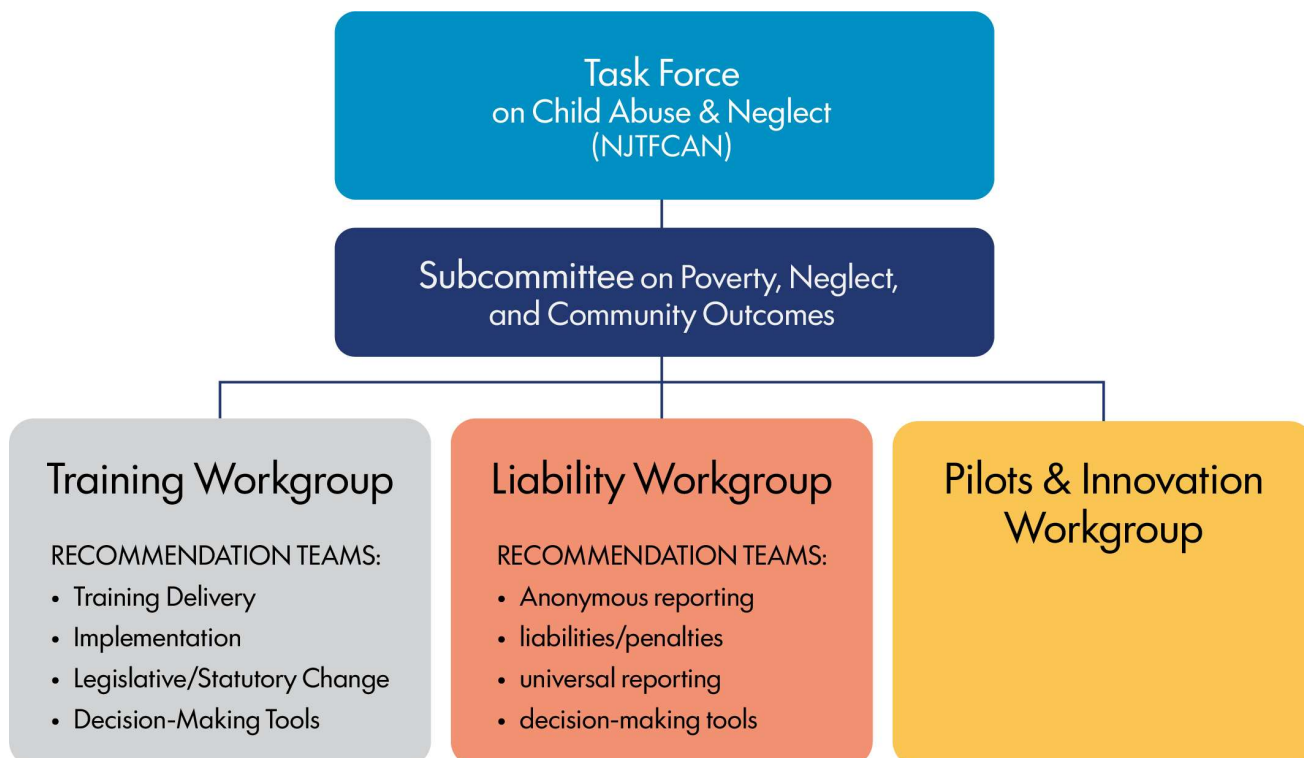 Task Force
on Child Abuse & Neglect
(NJTFCAN)
Subcommittee on Poverty, Neglect,
and Community Outcomes
Training Workgroup
RECOMMENDATION TEAMS:
• Training Delivery
• Implementation
• Legislative/Statutory Change
• Decision-Making Tools
Liability Workgroup
RECOMMENDATION TEAMS:
• Anonymous reporting
• liabilities/penalties
• universal reporting
• decision-making tools
Pilots & Innovation
Workgroup